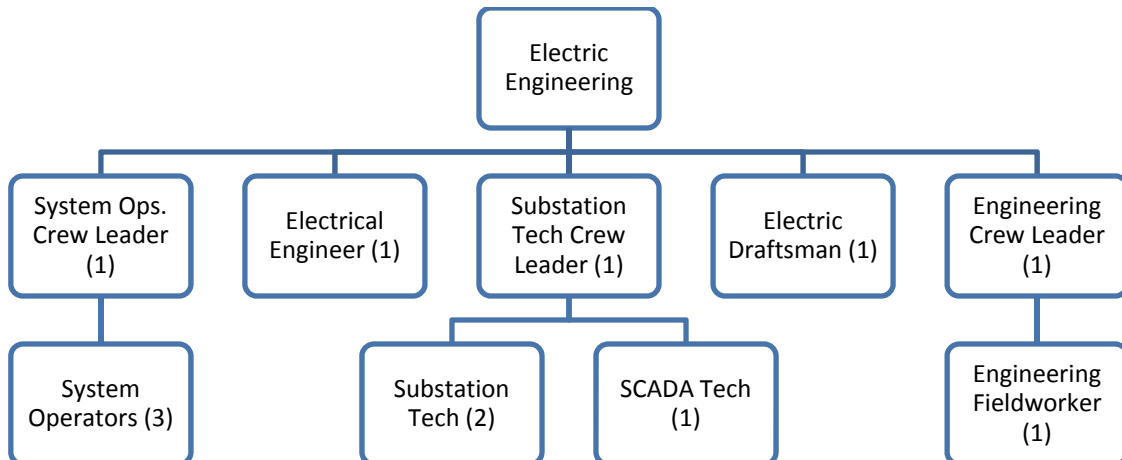 Electric
Engineering
System Ops.
Crew Leader
(1)
Electrical
Engineer (1)
Substation
Tech Crew
Leader (1)
Electric
Draftsman (1)
Engineering
Crew Leader
(1)
System
Operators (3)
Substation
Tech (2)
SCADA Tech
(1)
Engineering
Fieldworker
(1)